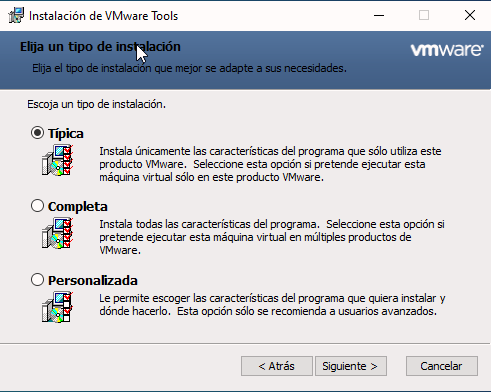 Instalación de VMware Tools
Elija un tipo de instalación
vmware
Elija el tipo de instalación que mejor se adapte a sus necesidades.
Escoja un tipo de instalación.
Típica
Instala únicamente las características del programa que sólo utiliza este
producto VMware. Seleccione esta opción si pretende ejecutar esta
máquina virtual sólo en este producto VMware.
Completa
Instala todas las características del programa. Seleccione esta opción si
pretende ejecutar esta máquina virtual en múltiples productos de
VMware.
Personalizada
Le permite escoger las características del programa que quiera instalar y
dónde hacerlo. Esta opción sólo se recomienda a usuarios avanzados.
< Atrás
Siguiente >
Cancelar